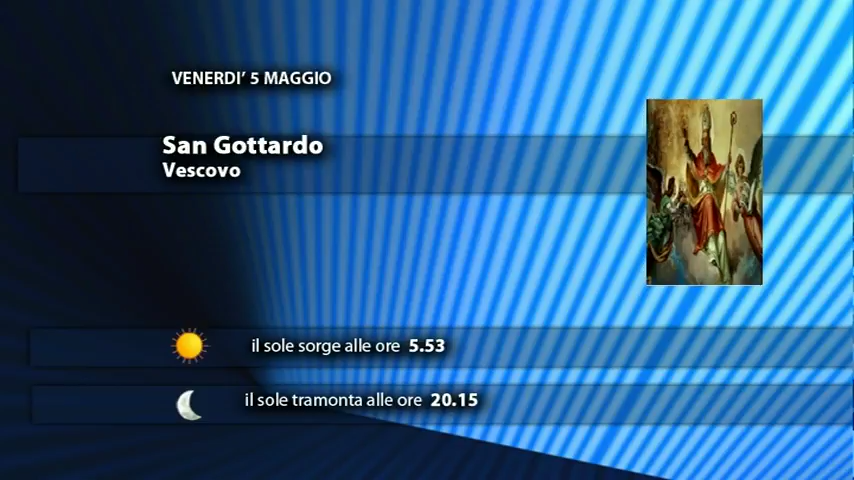 VENERDI’ 5 MAGGIO
San Gottardo
Vescovo
il sole sorge alle ore 5.53
il sole tramonta alle ore 20.15